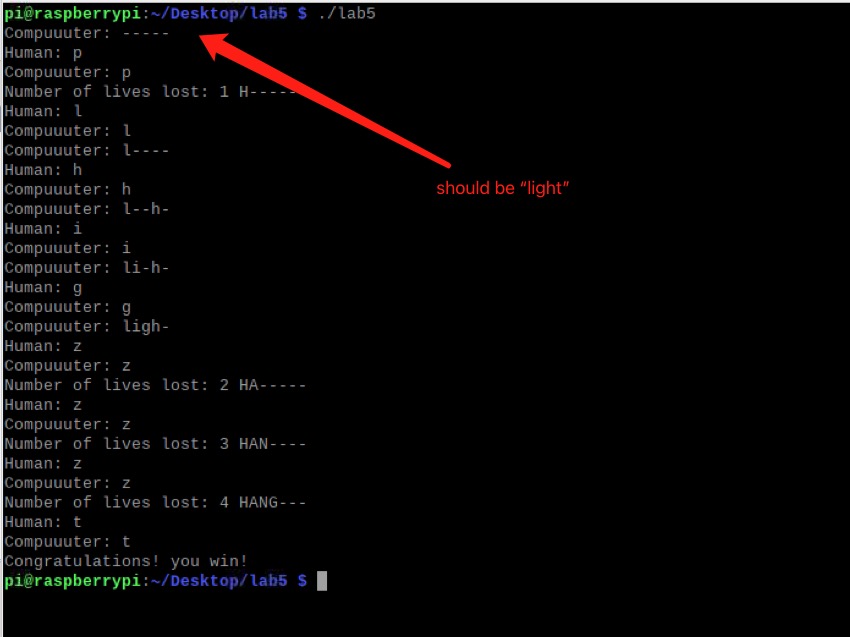 pi@raspberrypi:~/Desktop/lab5 $ ./lab5
Compuuuter: -----
Human: p
Compuuuter: p
Number of lives lost: 1 H------
Human: l
Compuuuter: l
Compuuuter: l----
Human: h
Compuuuter: h
Compuuuter: l--h-
Human: i
Compuuuter: i
Compuuuter: li-h-
should be “light”
Human: g
Compuuuter: g
Compuuuter: ligh-
Human: z
Compuuuter: z
Number of lives lost: 2 HA-----
Human: z
Compuuuter: z
Number of lives lost: 3 HAN----
Human: z
Compuuuter: z
Number of lives lost: 4 HANG---
Human: t
Compuuuter: t
Congratulations! you win!
pi@raspberrypi:~/Desktop/lab5 $